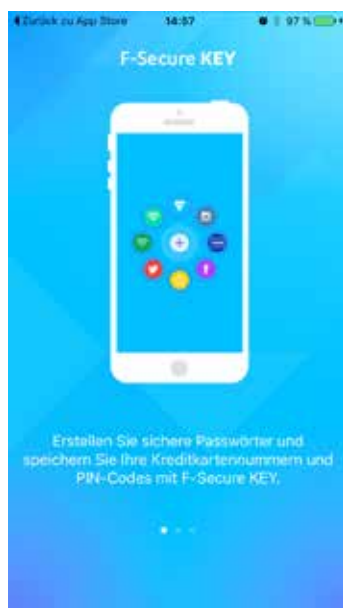 Zurück zu App Store 14:57 97 %
F-Secure KEY
Erstellen Sie sichere Passwörter und
speichern Sie Ihre Kreditkartennummern und
PIN-Codes mit F-Secure KEY.